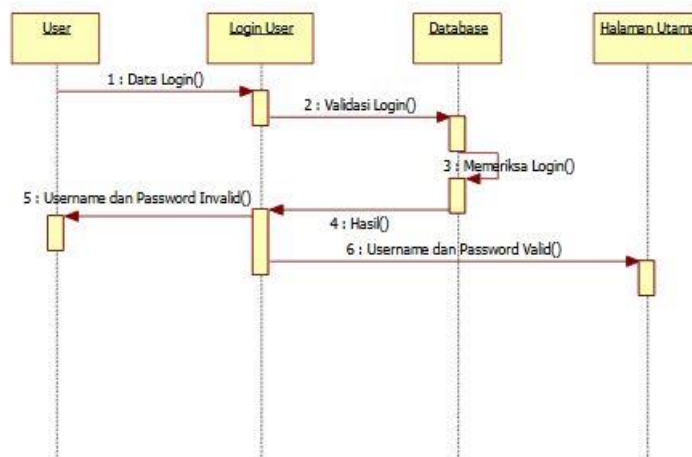 User
Login User
Database
Halaman Utama
1 : Data Login()
2 : Validasi Login()
3 : Memeriksa Login()
5 : Username dan Password Invalid()
4 : Hasil()
6 : Username dan Password Valid()